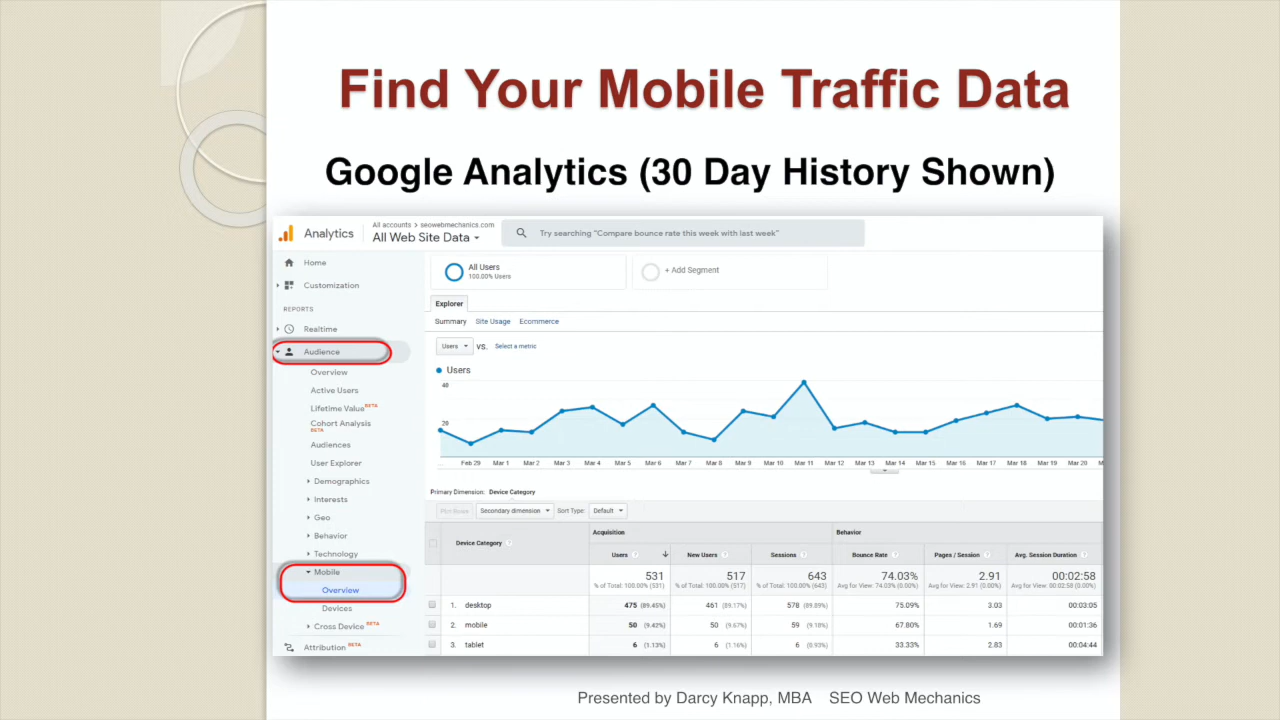 Find Your Mobile Traffic Data
Google Analytics (30 Day History Shown)
Analytics
All accounts > seowebmechanics.com
All Web Site Data
Try searching "Compare bounce rate this week with last week"
Home
Customization
REPORTS
Realtime
Audience
Overview
Active Users
Lifetime Value BETA
Cohort Analysis
BETA
Audiences
User Explorer
Demographics
Interests
Geo
Behavior
Technology
Mobile
Overview
Devices
Cross Device BETA
Attribution BETA
All Users
100.00% Users
+ Add Segment
Explorer
Summary Site Usage Ecommerce
Users VS. Select a metric
Users
40
20
... Feb 29 Mar 1 Mar 2 Mar 3 Mar 4 Mar 5 Mar 6 Mar 7 Mar 8 Mar 9 Mar 10 Mar 11 Mar 12 Mar 13 Mar 14 Mar 15 Mar 16 Mar 17 Mar 18 Mar 19 Mar 20 M
Primary Dimension: Device Category
Plot Rows Secondary dimension Sort Type: Default
Device Category ? Acquisition Behavior
Users ? New Users ? Sessions ? Bounce Rate ? Pages / Session ? Avg. Session Duration ?
531 517 643 74.03% 2.91 00:02:58
% of Total: 100.00% (531) % of Total: 100.00% (517) % of Total: 100.00% (643) Avg for View: 74.03% (0.00%) Avg for View: 2.91 (0.00%) Avg for View: 00:02:58 (0.00%)
1. desktop 475 (89.45%) 461 (89.17%) 578 (89.89%) 75.09% 3.03 00:03:05
2. mobile 50 (9.42%) 50 (9.67%) 59 (9.18%) 67.80% 1.69 00:01:36
3. tablet 6 (1.13%) 6 (1.16%) 6 (0.93%) 33.33% 2.83 00:04:44
Presented by Darcy Knapp, MBA SEO Web Mechanics